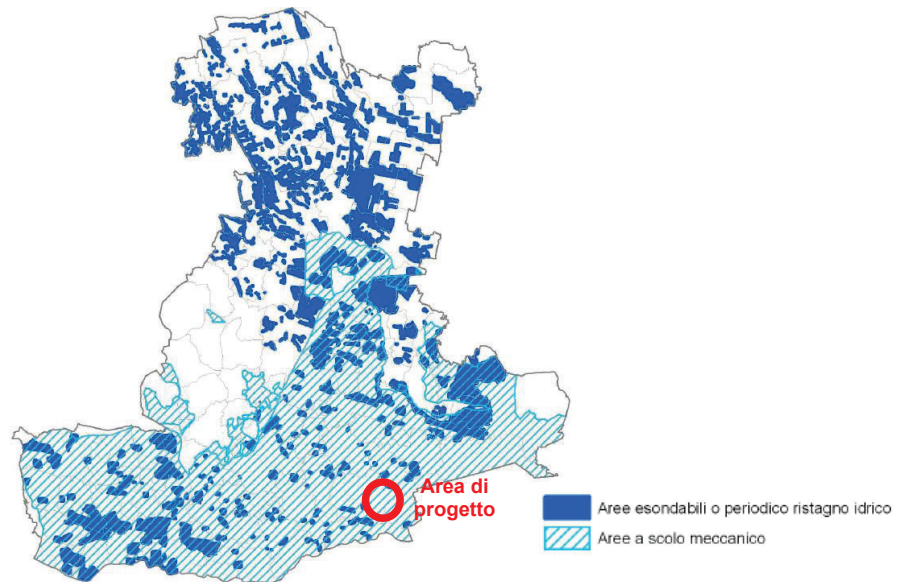 Area di
progetto
Aree esondabili o periodico ristagno idrico
Aree a scolo meccanico